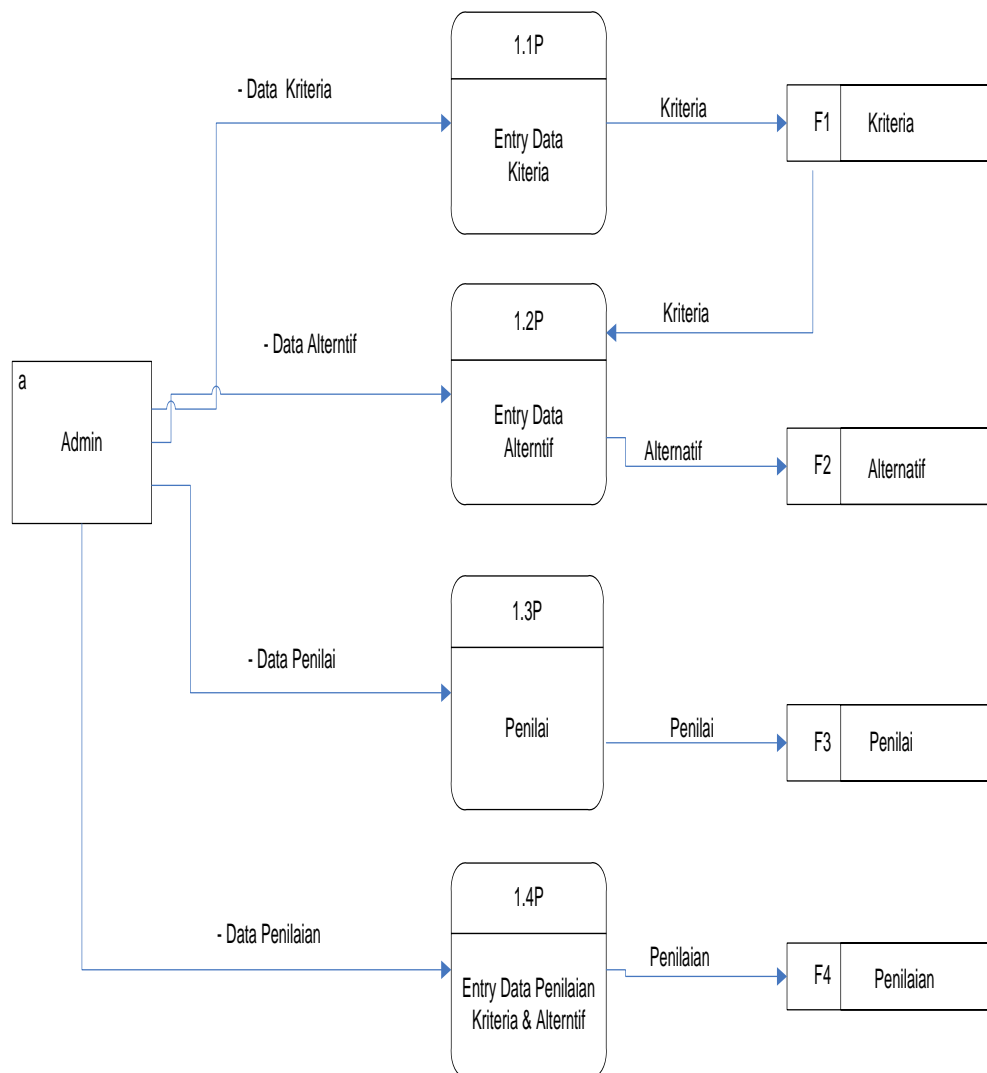 1.1P
- Data Kriteria
Kriteria
F1
Kriteria
Entry Data
Kiteria
1.2P
Kriteria
- Data Alterntif
a
Admin
Entry Data
Alterntif
Alternatif
F2
Alternatif
1.3P
- Data Penilai
Penilai
Penilai
F3
Penilai
1.4P
- Data Penilaian
Penilaian
F4
Penilaian
Entry Data Penilaian
Kriteria & Alterntif